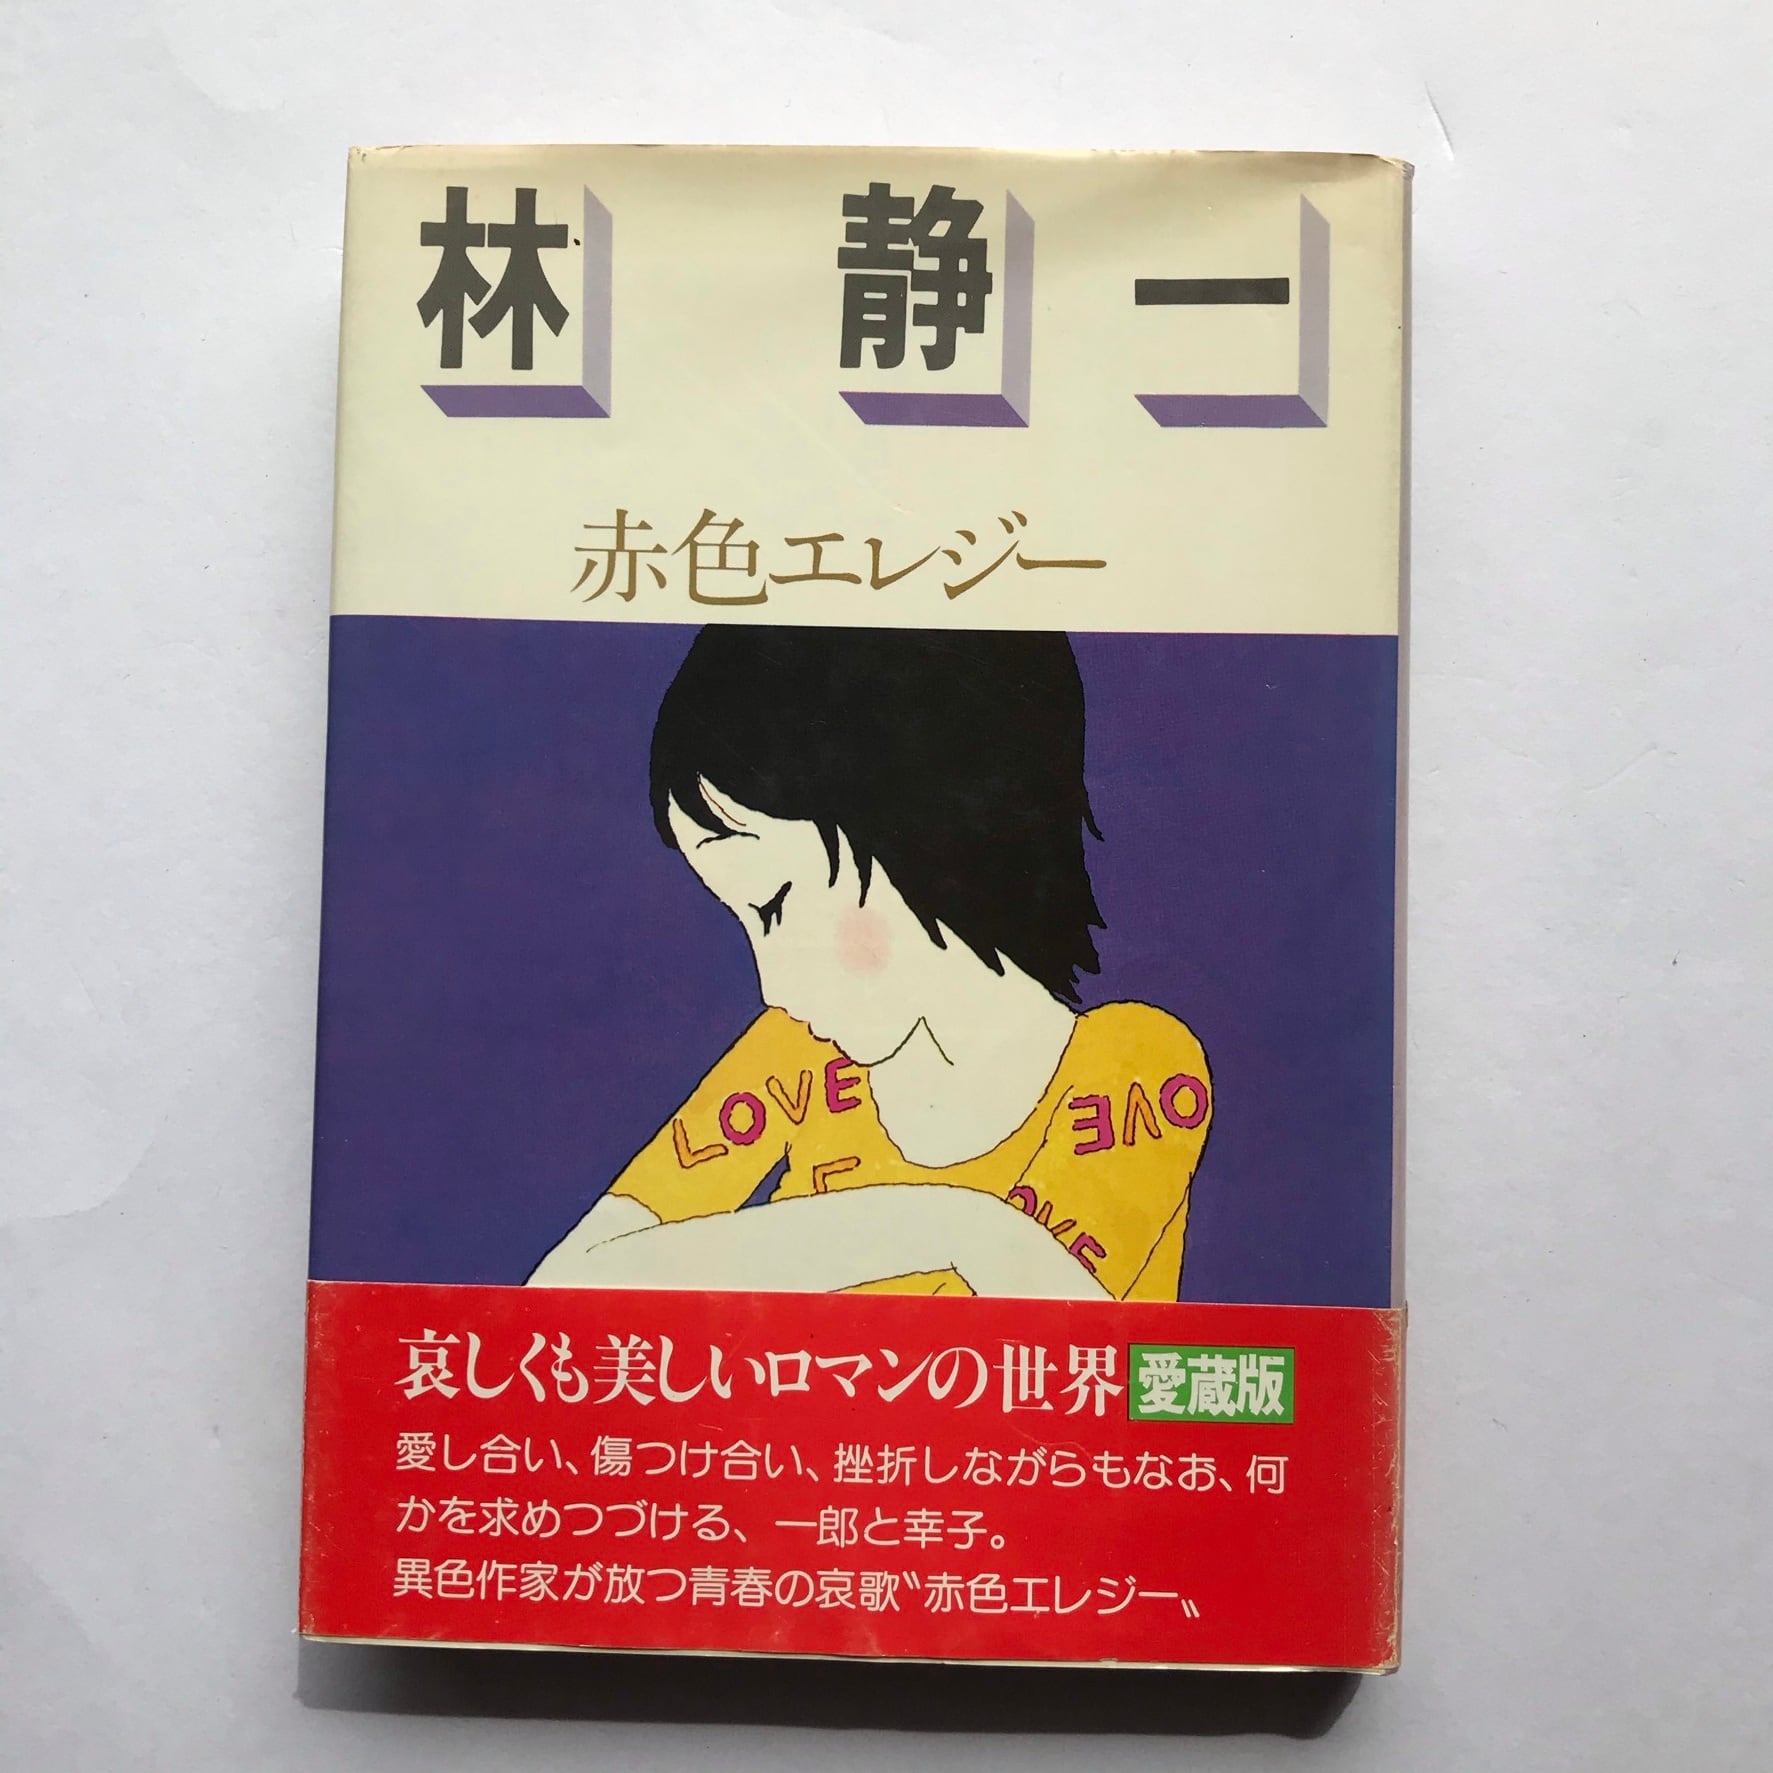 林 静 一
赤色エレジー
LOVE
OVE
L
OVE
哀しくも美しいロマンの世界 愛蔵版
愛し合い、傷つけ合い、挫折しながらもなお、何
かを求めつづける、一郎と幸子。
異色作家が放つ青春の哀歌〝赤色エレジー〟